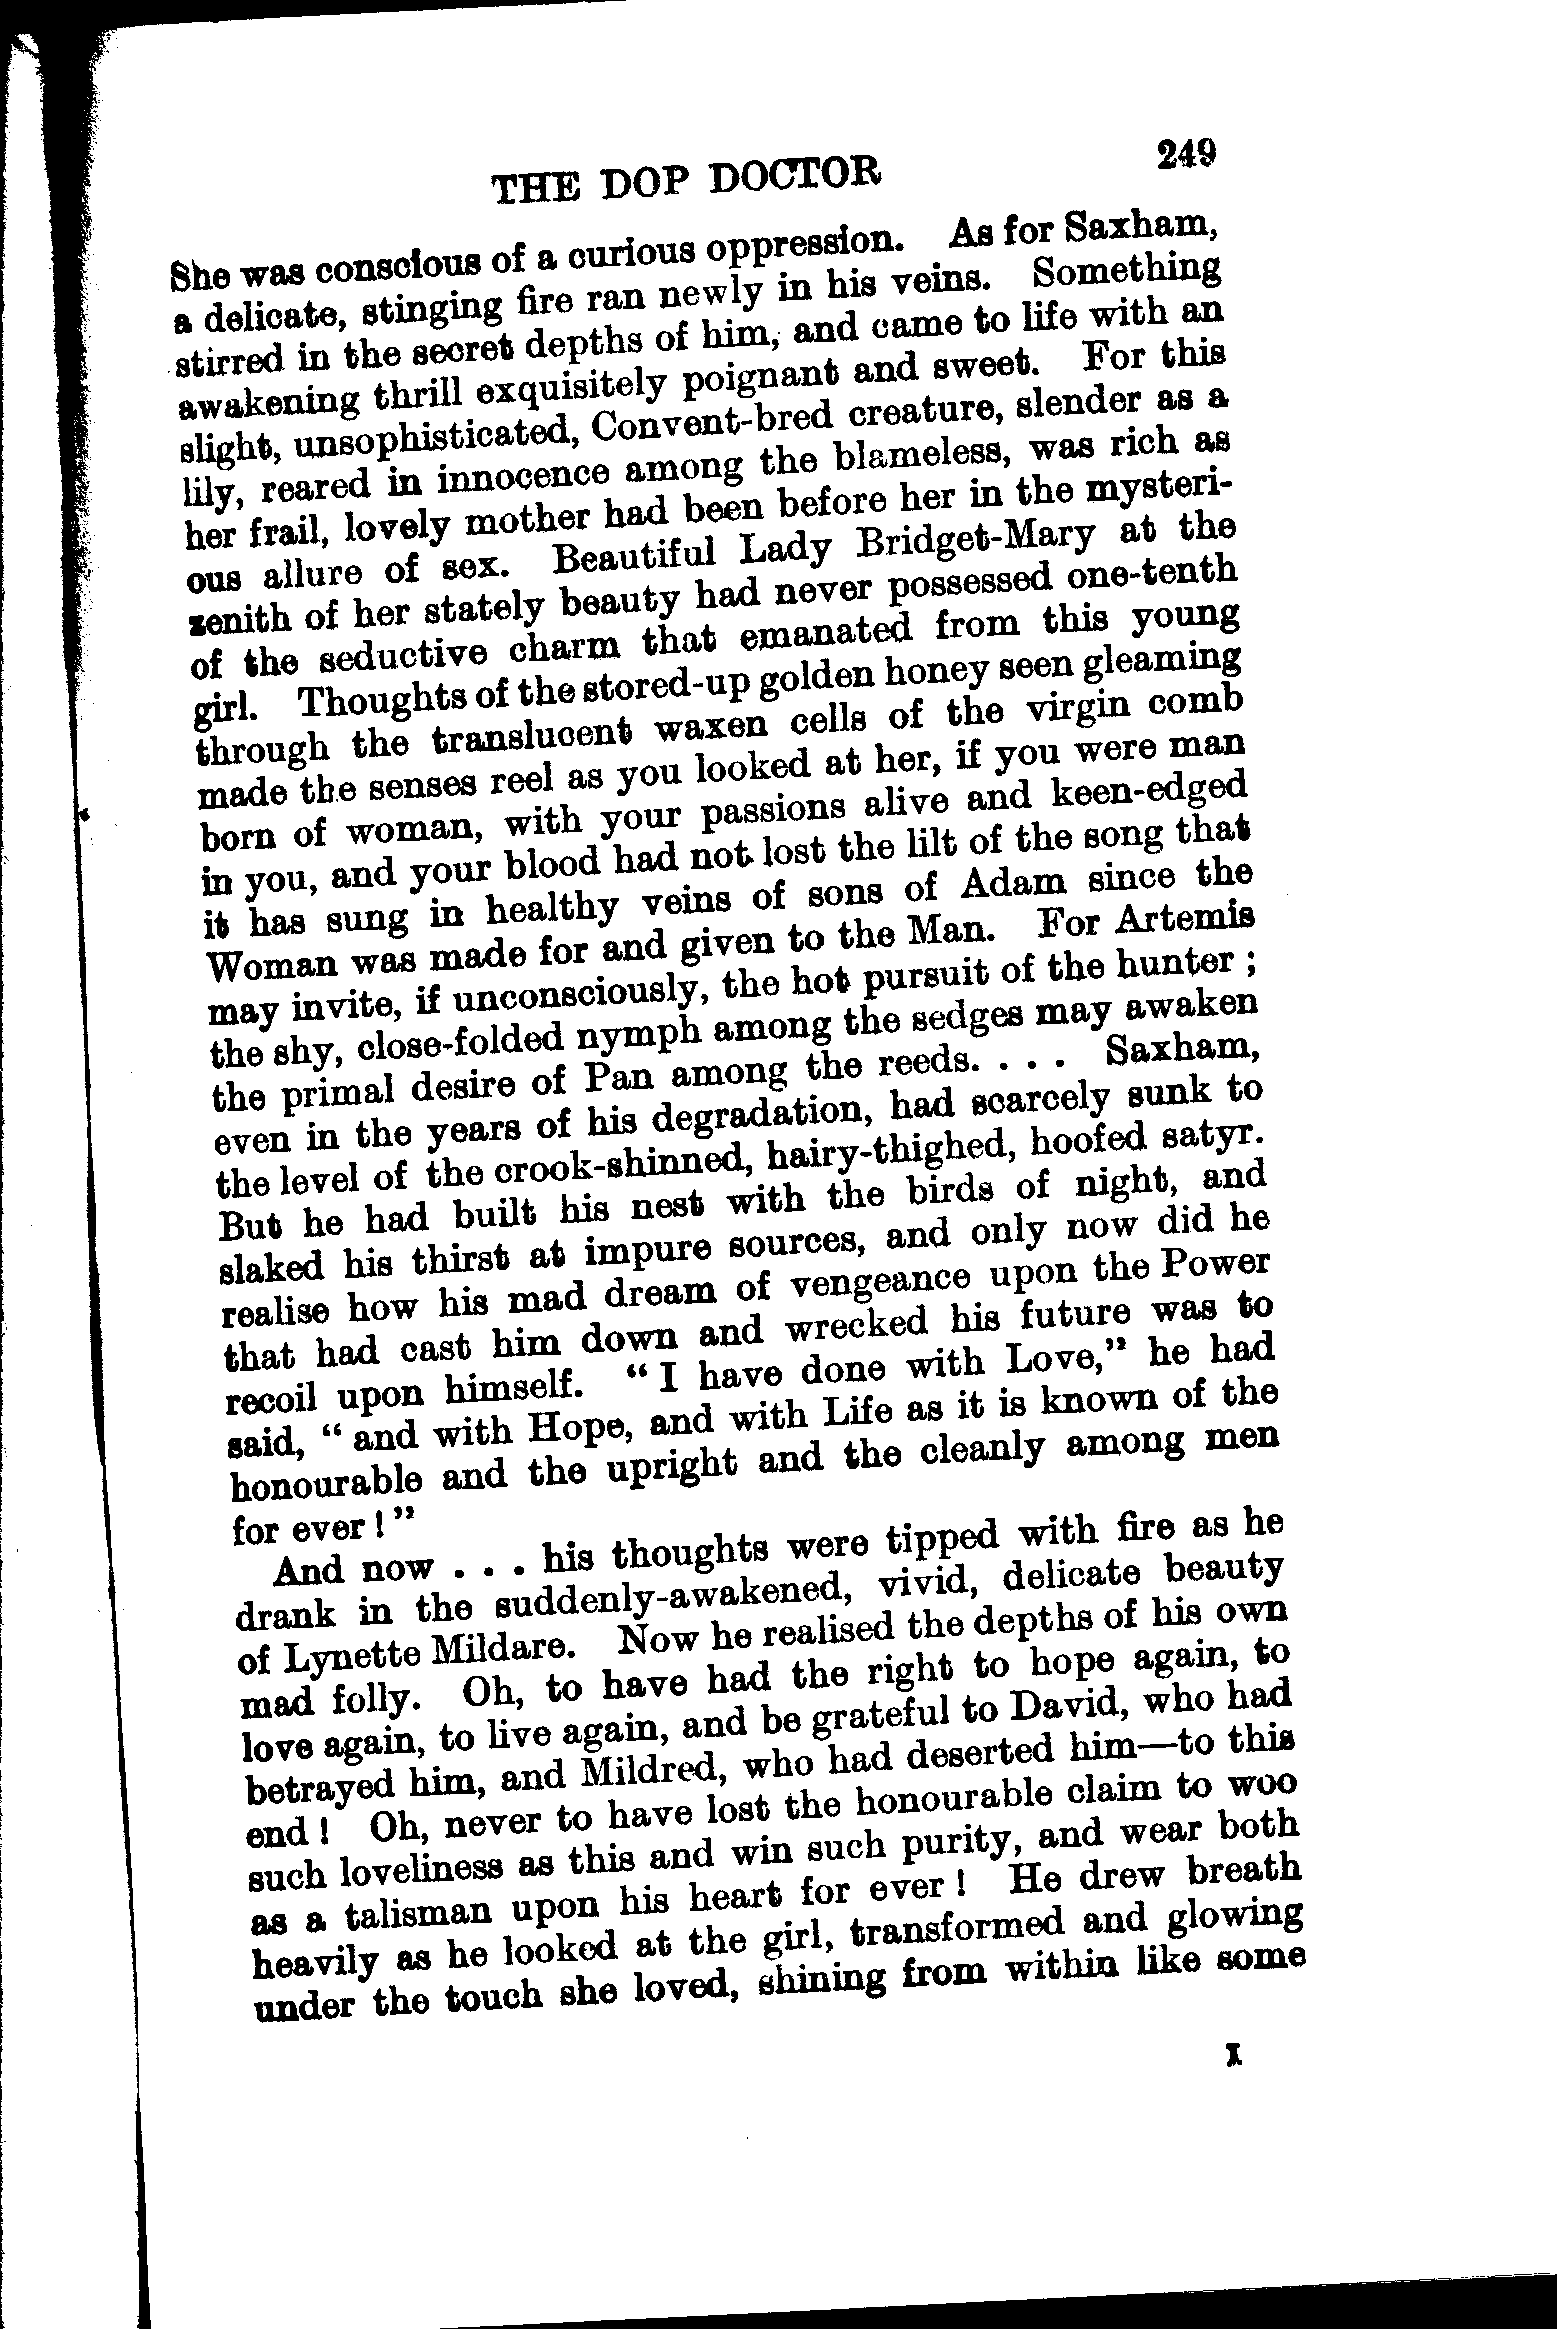 THE DOP DOCTOR 249
She was conscious of a curious oppression. As for Saxham,
a delicate, stinging fire ran newly in his veins. Something
stirred in the secret depths of him, and came to life with an
awakening thrill exquisitely poignant and sweet. For this
slight, unsophisticated, Convent-bred creature, slender as a
lily, reared in innocence among the blameless, was rich as
her frail, lovely mother had been before her in the mysteri-
ous allure of sex. Beautiful Lady Bridget-Mary at the
zenith of her stately beauty had never possessed one-tenth
of the seductive charm that emanated from this young
girl. Thoughts of the stored-up golden honey seen gleaming
through the translucent waxen cells of the virgin comb
made the senses reel as you looked at her, if you were man
born of woman, with your passions alive and keen-edged
in you, and your blood had not lost the lilt of the song that
it has sung in healthy veins of sons of Adam since the
Woman was made for and given to the Man. For Artemis
may invite, if unconsciously, the hot pursuit of the hunter ;
the shy, close-folded nymph among the sedges may awaken
the primal desire of Pan among the reeds. . . . Saxham,
even in the years of his degradation, had scarcely sunk to
the level of the crook-shinned, hairy-thighed, hoofed satyr.
But he had built his nest with the birds of night, and
slaked his thirst at impure sources, and only now did he
realise how his mad dream of vengeance upon the Power
that had cast him down and wrecked his future was to
recoil upon himself. “ I have done with Love,” he had
said, “ and with Hope, and with Life as it is known of the
honourable and the upright and the cleanly among men
for ever ! ”
And now . . . his thoughts were tipped with fire as he
drank in the suddenly-awakened, vivid, delicate beauty
of Lynette Mildare. Now he realised the depths of his own
mad folly. Oh, to have had the right to hope again, to
love again, to live again, and be grateful to David, who had
betrayed him, and Mildred, who had deserted him—to this
end ! Oh, never to have lost the honourable claim to woo
such loveliness as this and win such purity, and wear both
as a talisman upon his heart for ever ! He drew breath
heavily as he looked at the girl, transformed and glowing
under the touch she loved, shining from within like some
I